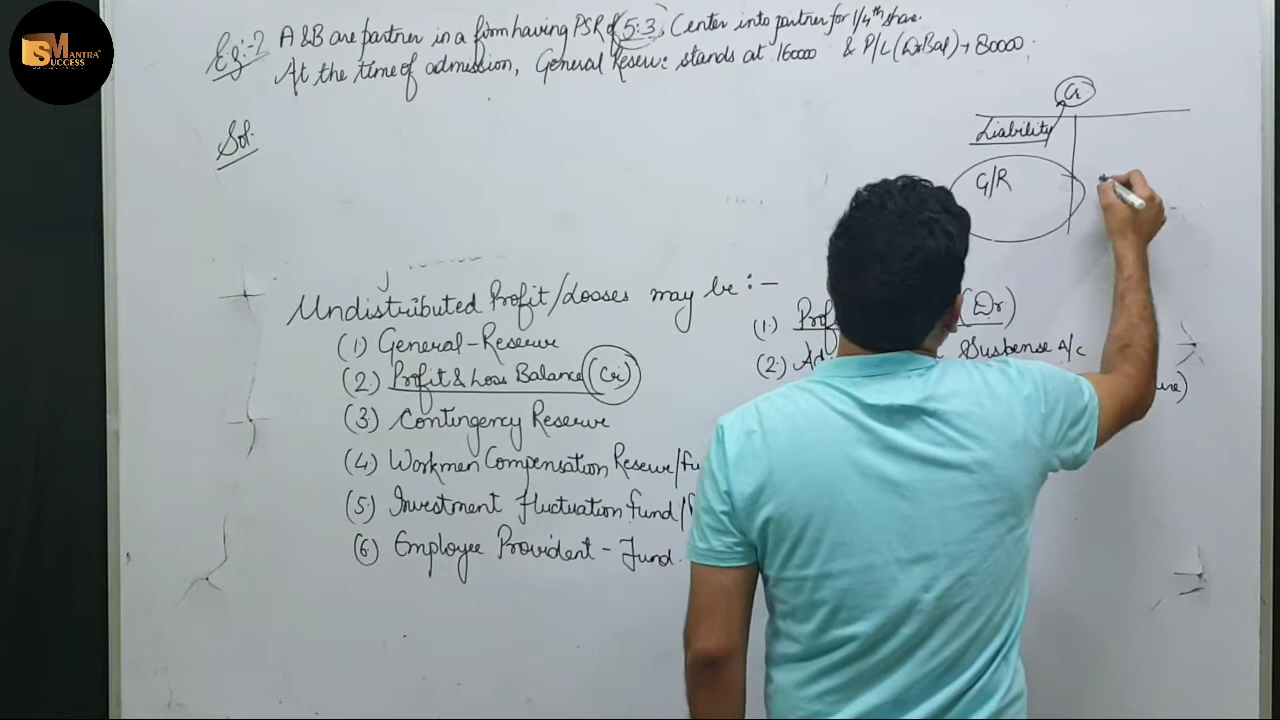 SM MANTRA
SUCCESS
Eg:-2 A & B are partner in a firm having PSR of 5:3, C enter into partner for 1/4th share.
At the time of admission, General Reserve stands at 16000 & P/L (Dr Bal) → 80000;
Cr
Liability
G/R
Sol.
Undistributed Profit/Losses may be :-
(1) General-Reserve
(2) Profit & Loss Balance (Cr)
(3) Contingency Reserve
(4) Workmen Compensation Reserve/Fu
(5) Investment fluctuation fund/
(6) Employee Provident-Fund.
(1.) Prof (Dr)
(2.) Ad Suspense A/c